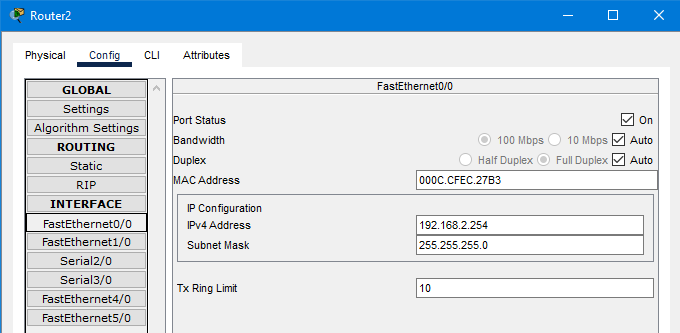 Router2
Physical Config CLI Attributes
GLOBAL
Settings
Algorithm Settings
ROUTING
Static
RIP
INTERFACE
FastEthernet0/0
FastEthernet1/0
Serial2/0
Serial3/0
FastEthernet4/0
FastEthernet5/0
FastEthernet0/0
Port Status On
Bandwidth 100 Mbps 10 Mbps Auto
Duplex Half Duplex Full Duplex Auto
MAC Address 000C.CFEC.27B3
IP Configuration
IPv4 Address 192.168.2.254
Subnet Mask 255.255.255.0
Tx Ring Limit 10